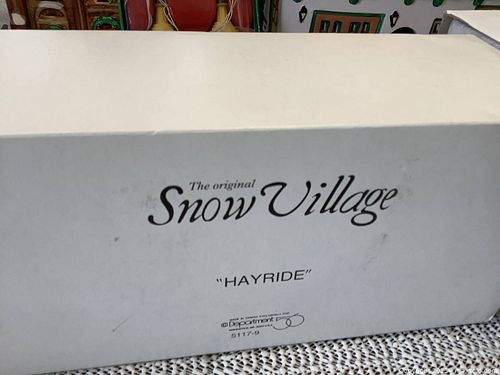 The original
Snow Village
"HAYRIDE"
© Department 56
5117-9